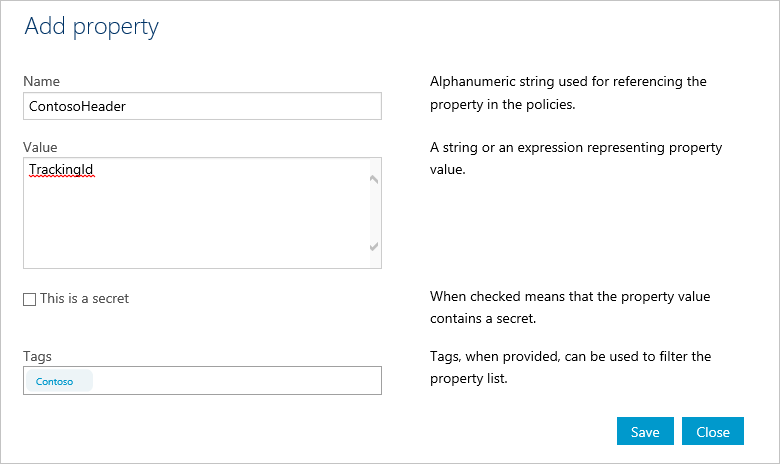 Add property
Name
Alphanumeric string used for referencing the
property in the policies.
ContosoHeader
Value
A string or an expression representing property
value.
TrackingId
This is a secret
When checked means that the property value
contains a secret.
Tags
Tags, when provided, can be used to filter the
property list.
Contoso
Save Close